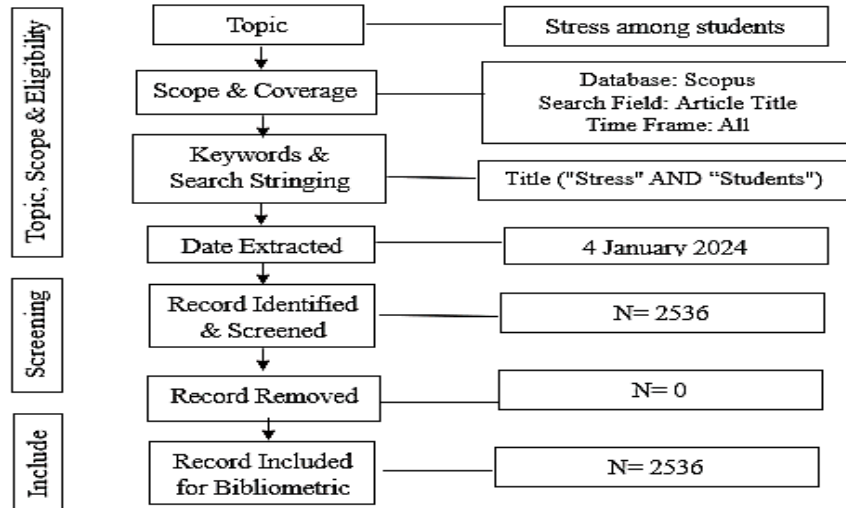 Topic, Scope & Eligibility
Topic
Stress among students
Scope & Coverage
Database: Scopus
Search Field: Article Title
Time Frame: All
Keywords &
Search Stringing
Title ("Stress" AND “Students")
Date Extracted
4 January 2024
Screening
Record Identified
& Screened
N= 2536
Record Removed
N= 0
Include
Record Included
for Bibliometric
N= 2536